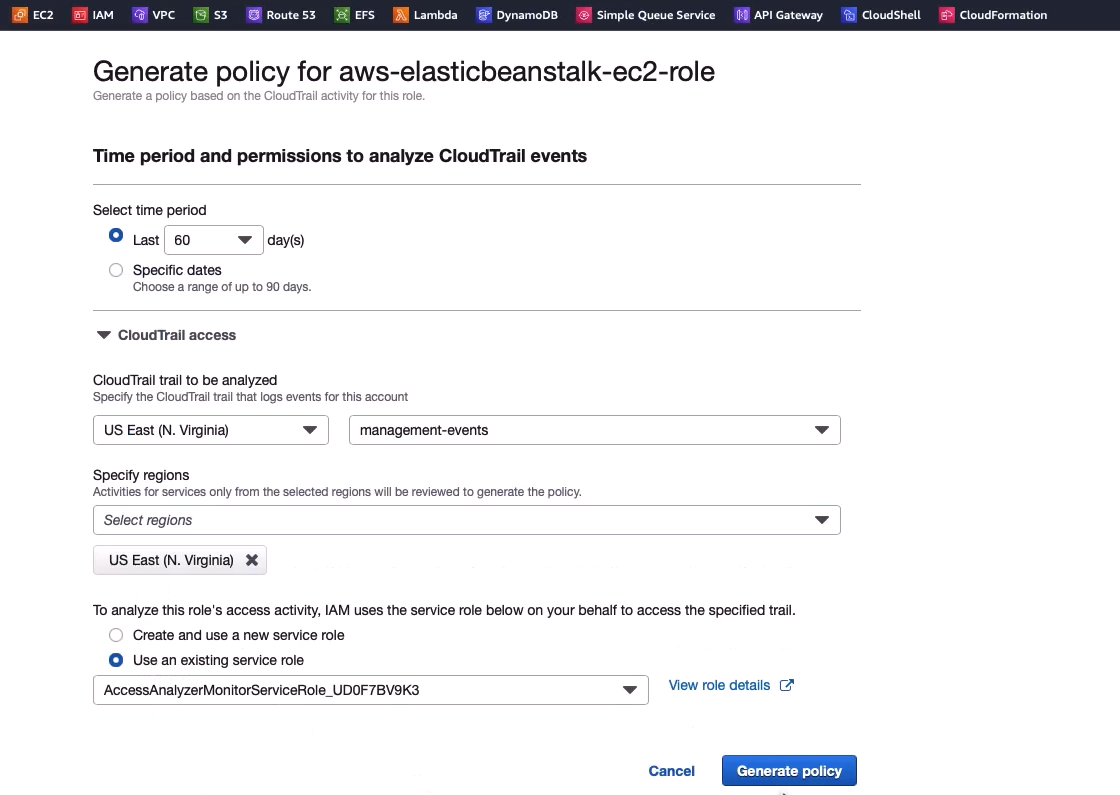 EC2 IAM VPC S3 Route 53 EFS Lambda DynamoDB Simple Queue Service API Gateway CloudShell CloudFormation
Generate policy for aws-elasticbeanstalk-ec2-role
Generate a policy based on the CloudTrail activity for this role.
Time period and permissions to analyze CloudTrail events
Select time period
Last 60 day(s)
Specific dates
Choose a range of up to 90 days.
CloudTrail access
CloudTrail trail to be analyzed
Specify the CloudTrail trail that logs events for this account
US East (N. Virginia) management-events
Specify regions
Activities for services only from the selected regions will be reviewed to generate the policy.
Select regions
US East (N. Virginia)
To analyze this role's access activity, IAM uses the service role below on your behalf to access the specified trail.
Create and use a new service role
Use an existing service role
AccessAnalyzerMonitorServiceRole_UD0F7BV9K3 View role details
Cancel Generate policy